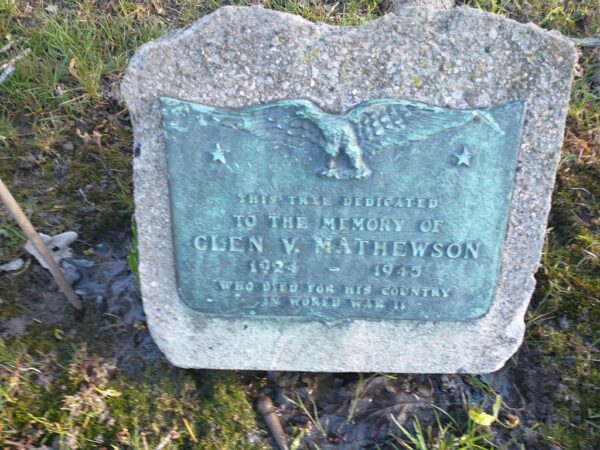 THIS TREE DEDICATED
TO THE MEMORY OF
GLEN V. MATHEWSON
1924 - 1945
WHO DIED FOR HIS COUNTRY
IN WORLD WAR II